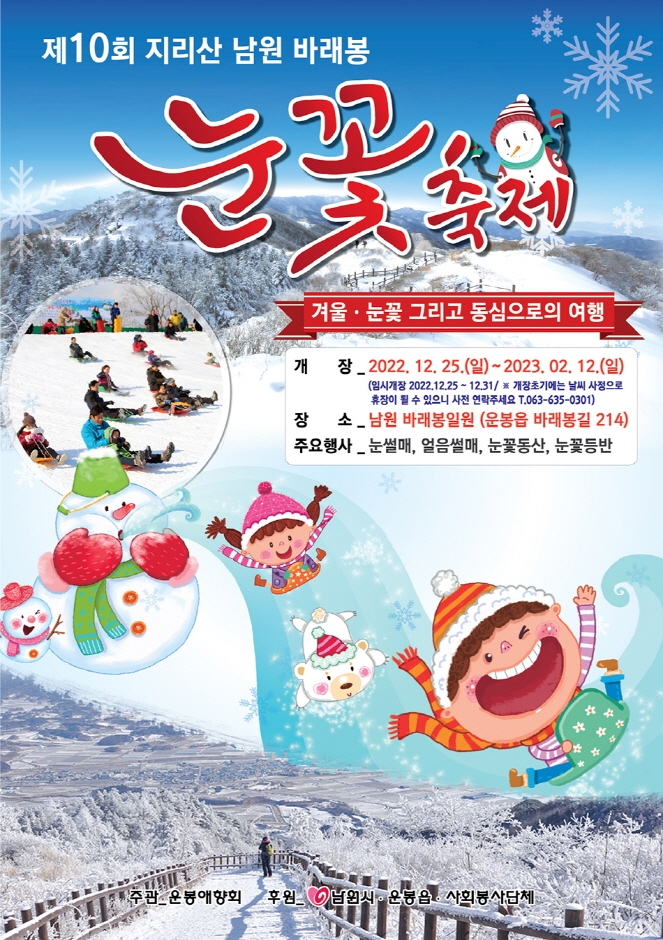 제10회 지리산 남원 바래봉
눈꽃 축제
겨울 · 눈꽃 그리고 동심으로의 여행
개 장 _ 2022. 12. 25.(일) ~ 2023. 02. 12.(일)
(임시개장 2022.12.25 ~ 12.31/ ※ 개장초기에는 날씨 사정으로
휴장이 될 수 있으니 사전 연락주세요 T.063-635-0301)
장 소 _ 남원 바래봉일원 (운봉읍 바래봉길 214)
주요행사 _ 눈썰매, 얼음썰매, 눈꽃동산, 눈꽃등반
주관_운봉애향회 후원_ 남원시 · 운봉읍 · 사회봉사단체